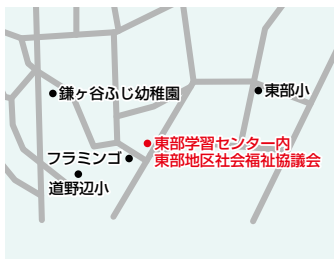 鎌ヶ谷ふじ幼稚園
東部小
東部学習センター内
東部地区社会福祉協議会
フラミンゴ
道野辺小